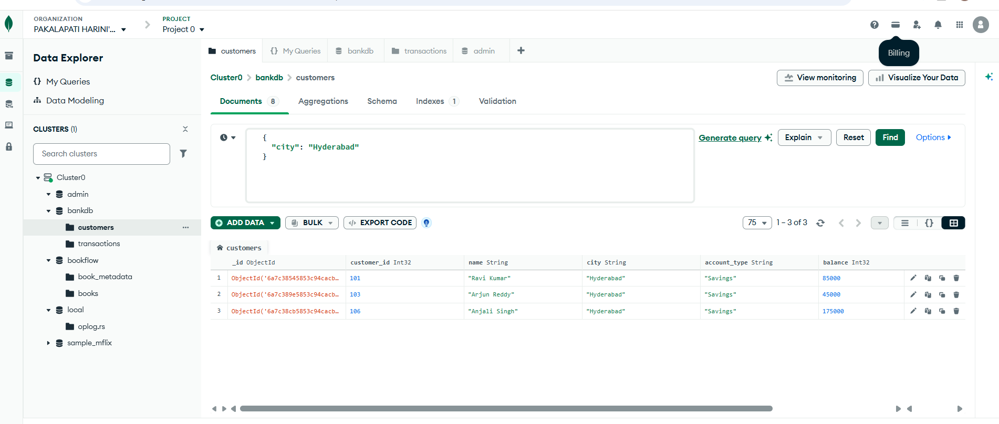 ORGANIZATION
PAKALAPATI HARINI'...
PROJECT
Project 0
Billing
Data Explorer
My Queries
Data Modeling
CLUSTERS (1)
Search clusters
Cluster0
admin
bankdb
customers
transactions
bookflow
book_metadata
books
local
oplog.rs
sample_mflix
customers {} My Queries bankdb transactions admin +
Cluster0 > bankdb > customers
View monitoring Visualize Your Data
Documents 8 Aggregations Schema Indexes 1 Validation
{
"city": "Hyderabad"
}
Generate query Explain Reset Find Options
ADD DATA BULK </> EXPORT CODE 75 1 – 3 of 3 {}
customers
_id ObjectId customer_id Int32 name String city String account_type String balance Int32
1 ObjectId('6a7c38545853c94cacb… 101 "Ravi Kumar" "Hyderabad" "Savings" 85000
2 ObjectId('6a7c389e5853c94cacb… 103 "Arjun Reddy" "Hyderabad" "Savings" 45000
3 ObjectId('6a7c38cb5853c94cacb… 106 "Anjali Singh" "Hyderabad" "Savings" 175000